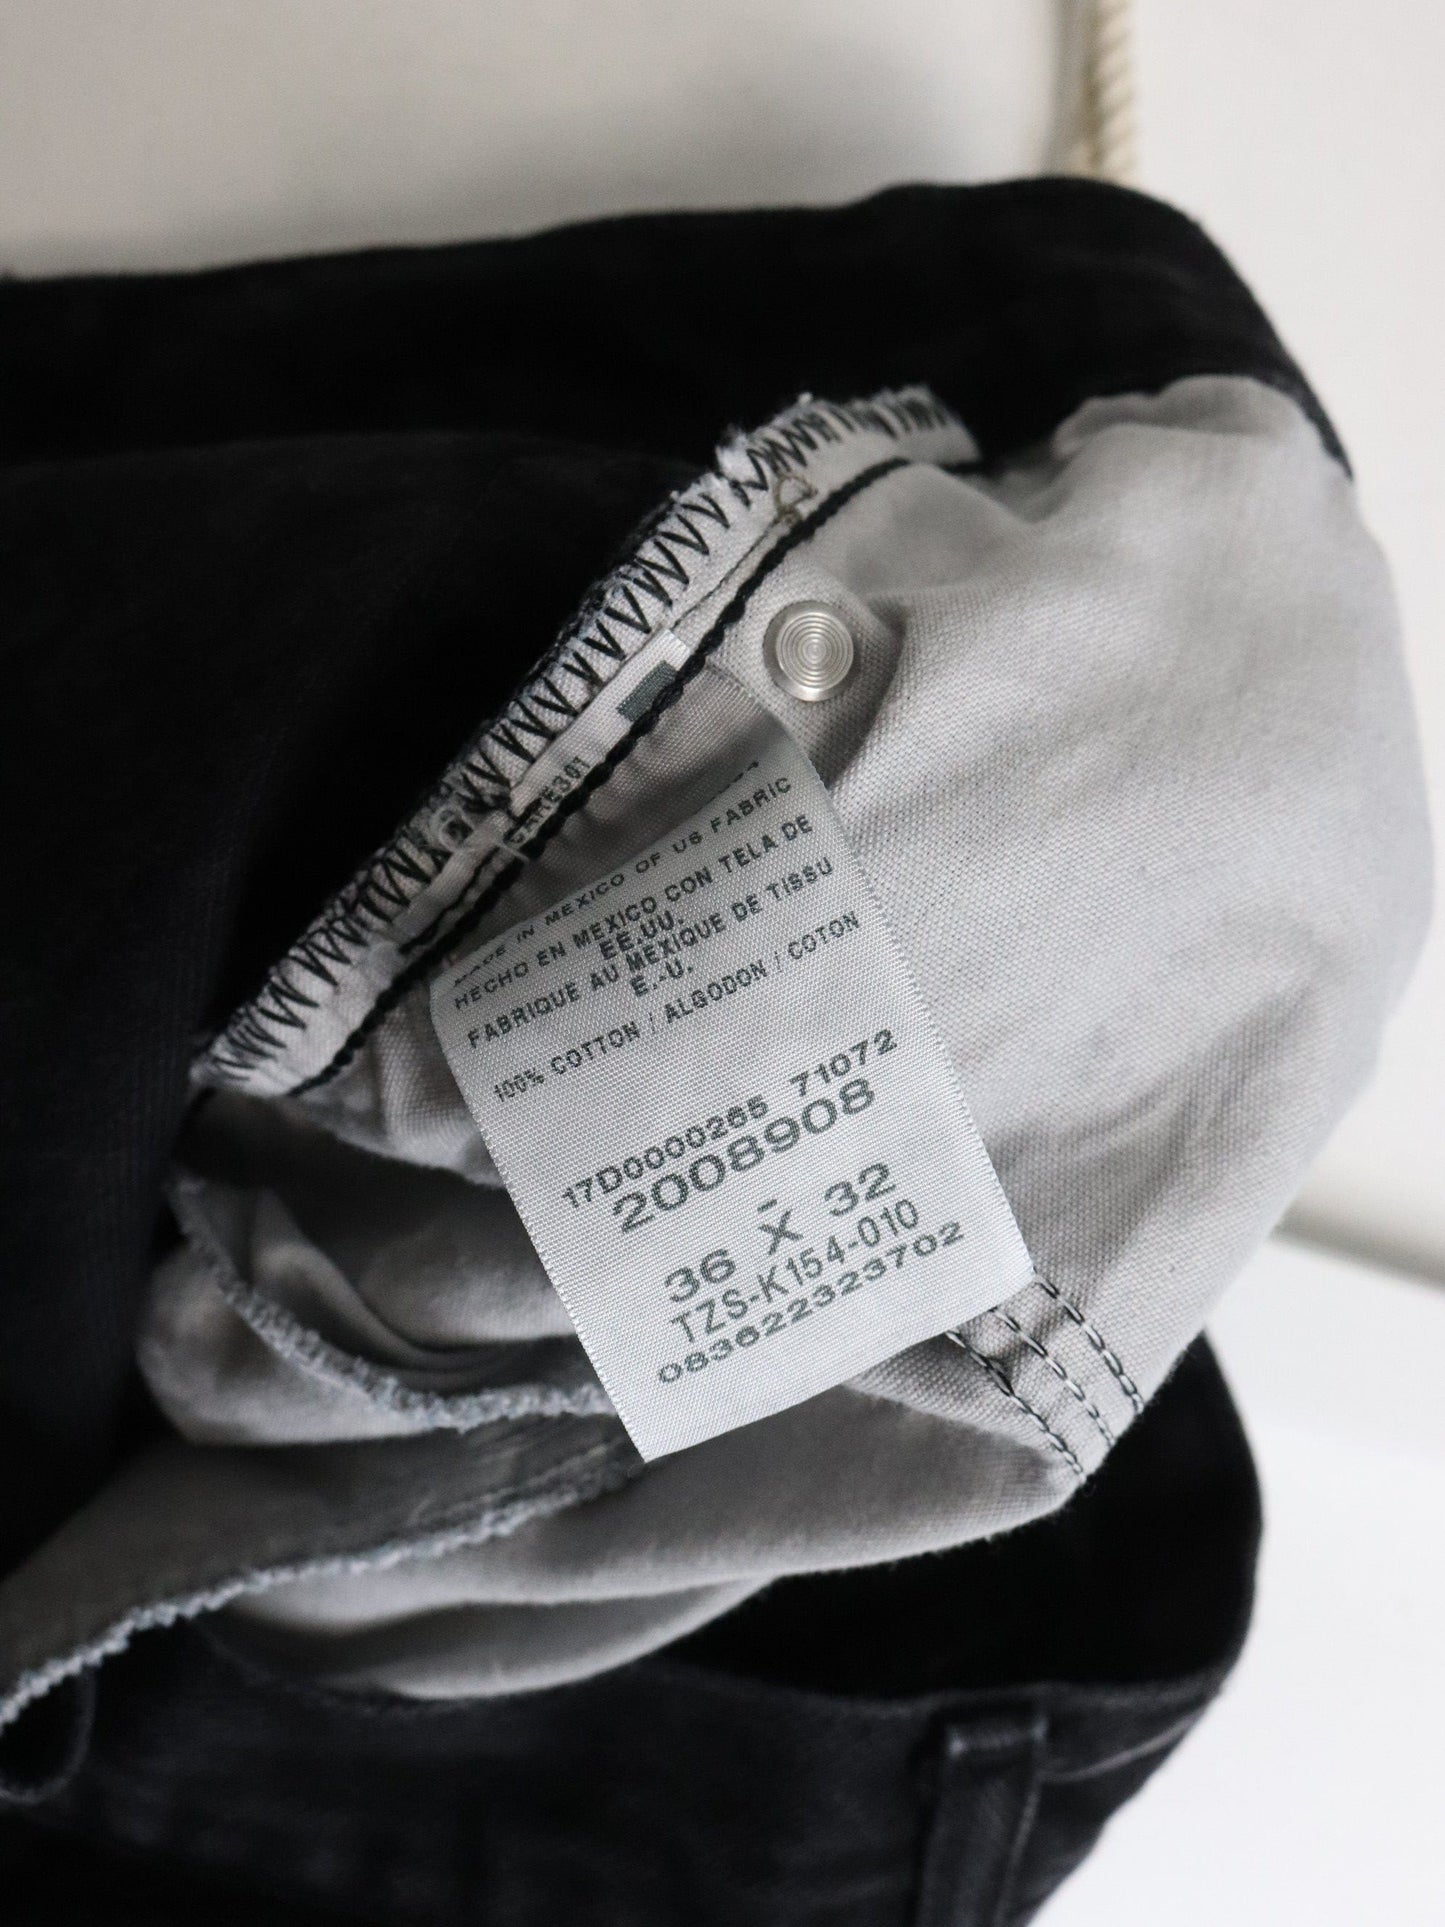 CARE301
MADE IN MEXICO OF US FABRIC
HECHO EN MEXICO CON TELA DE
EE.UU.
FABRIQUE AU MEXIQUE DE TISSU
E.-U.
100% COTTON / ALGODON / COTON
17D0000265 71072
2008908
36 X 32
TZS-K154-010
083622323702